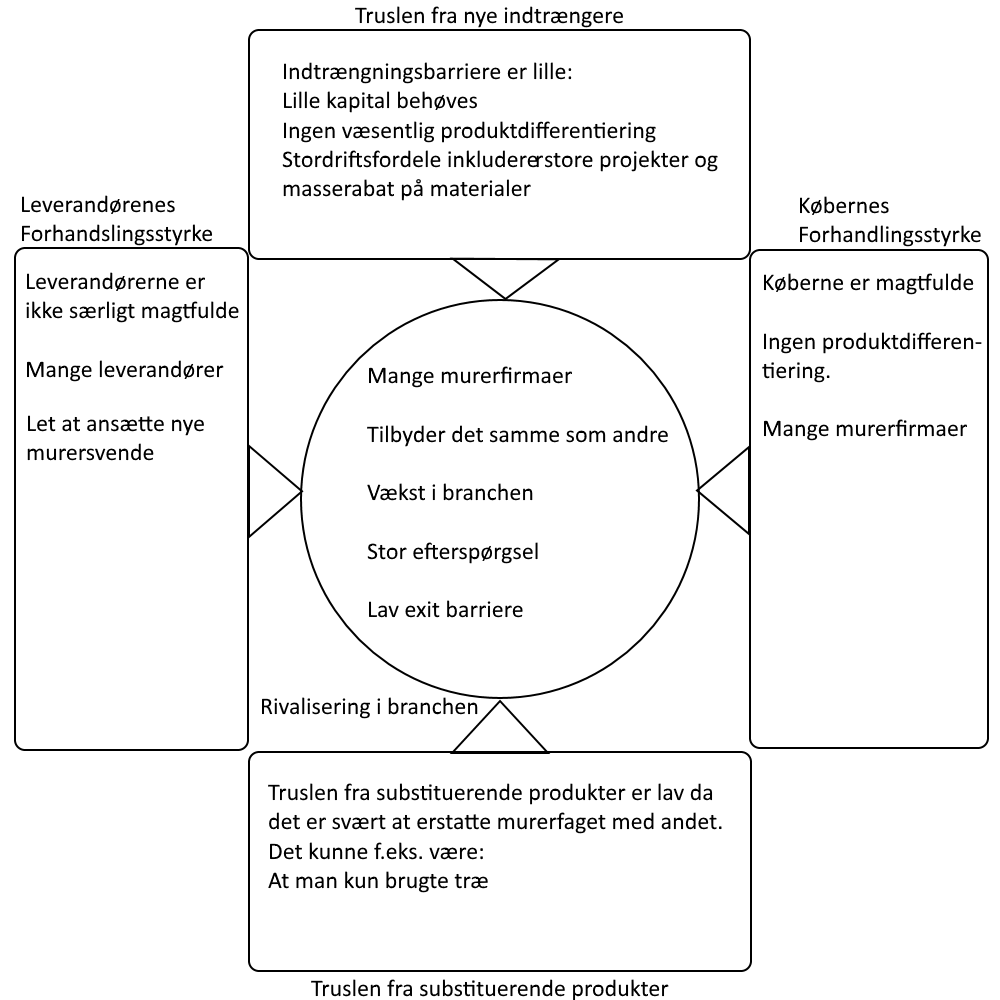 Truslen fra nye indtrængere
Indtrængningsbarriere er lille:
Lille kapital behøves
Ingen væsentlig produktdifferentiering
Stordriftsfordele inkluderer store projekter og
masserabat på materialer
Leverandørenes
Forhandslingsstyrke
Leverandørerne er
ikke særligt magtfulde
Mange leverandører
Let at ansætte nye
murersvende
Mange murerfirmaer
Tilbyder det samme som andre
Vækst i branchen
Stor efterspørgsel
Lav exit barriere
Rivalisering i branchen
Købernes
Forhandlingsstyrke
Køberne er magtfulde
Ingen produktdifferen-
tiering.
Mange murerfirmaer
Truslen fra substituerende produkter er lav da
det er svært at erstatte murerfaget med andet.
Det kunne f.eks. være:
At man kun brugte træ
Truslen fra substituerende produkter